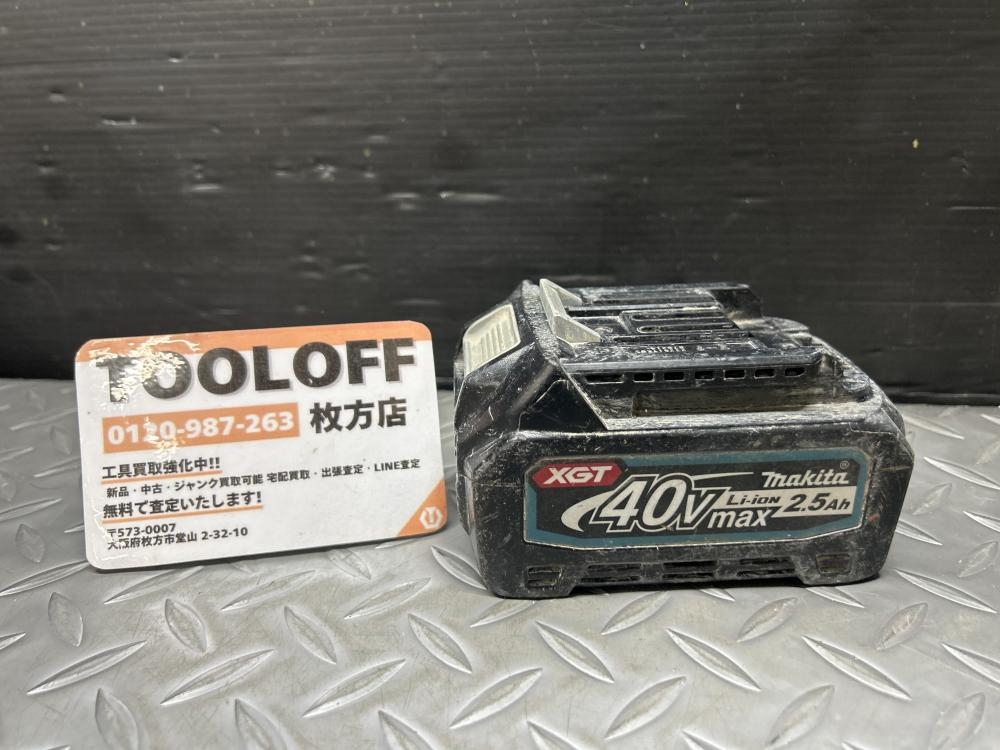 TOOLOFF
0120-987-263 枚方店
工具買取強化中!!
新品・中古・ジャンク買取可能 宅配買取・出張査定・LINE査定
無料で査定いたします!
〒573-0007
大阪府枚方市堂山 2-32-10
XGT
40V max
Li-ion 2.5Ah
makita